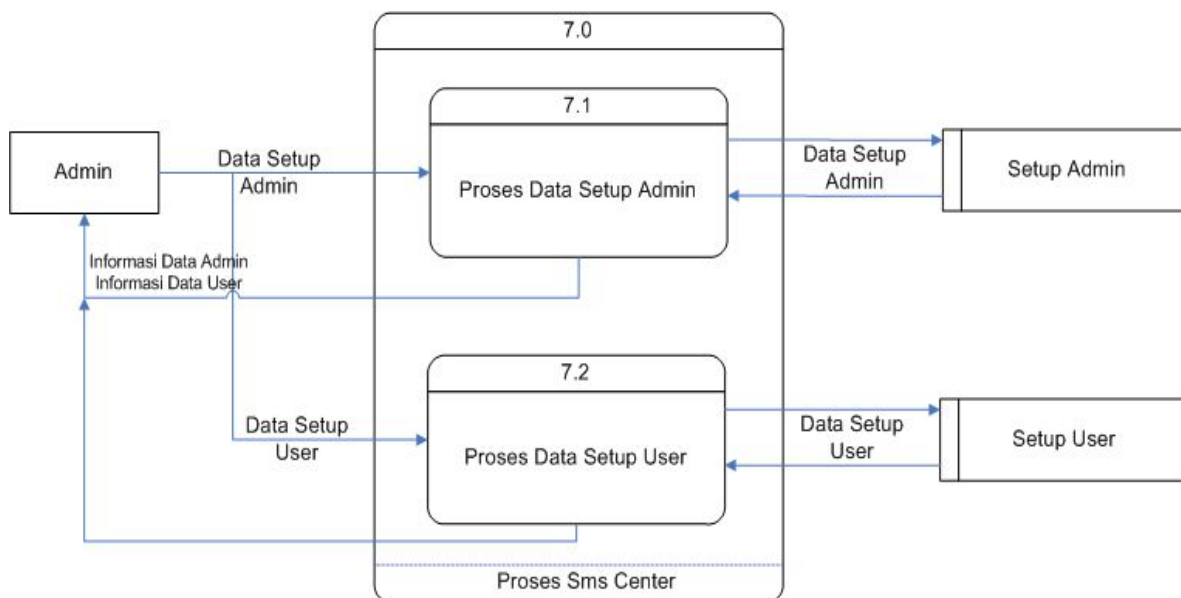 7.0
7.1
Admin
Data Setup
Admin
Proses Data Setup Admin
Data Setup
Admin
Setup Admin
Informasi Data Admin
Informasi Data User
7.2
Data Setup
User
Proses Data Setup User
Data Setup
User
Setup User
Proses Sms Center